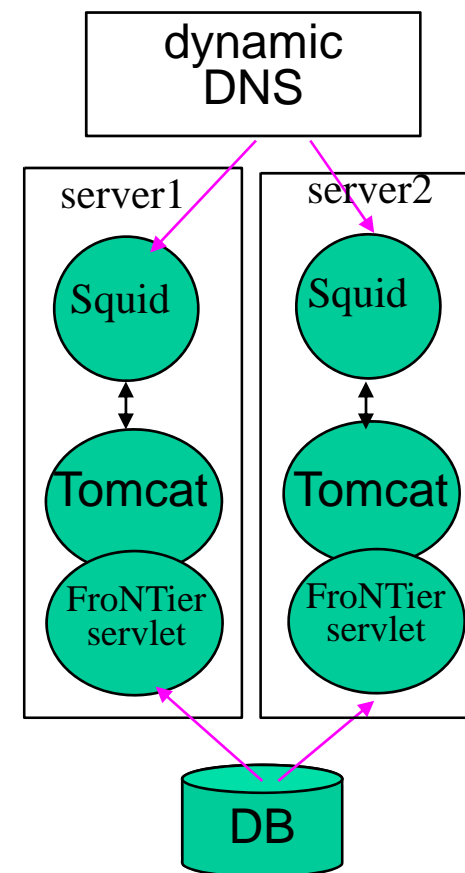 dynamic
DNS
server1
Squid
Tomcat
FroNTier
servlet
server2
Squid
Tomcat
FroNTier
servlet
DB